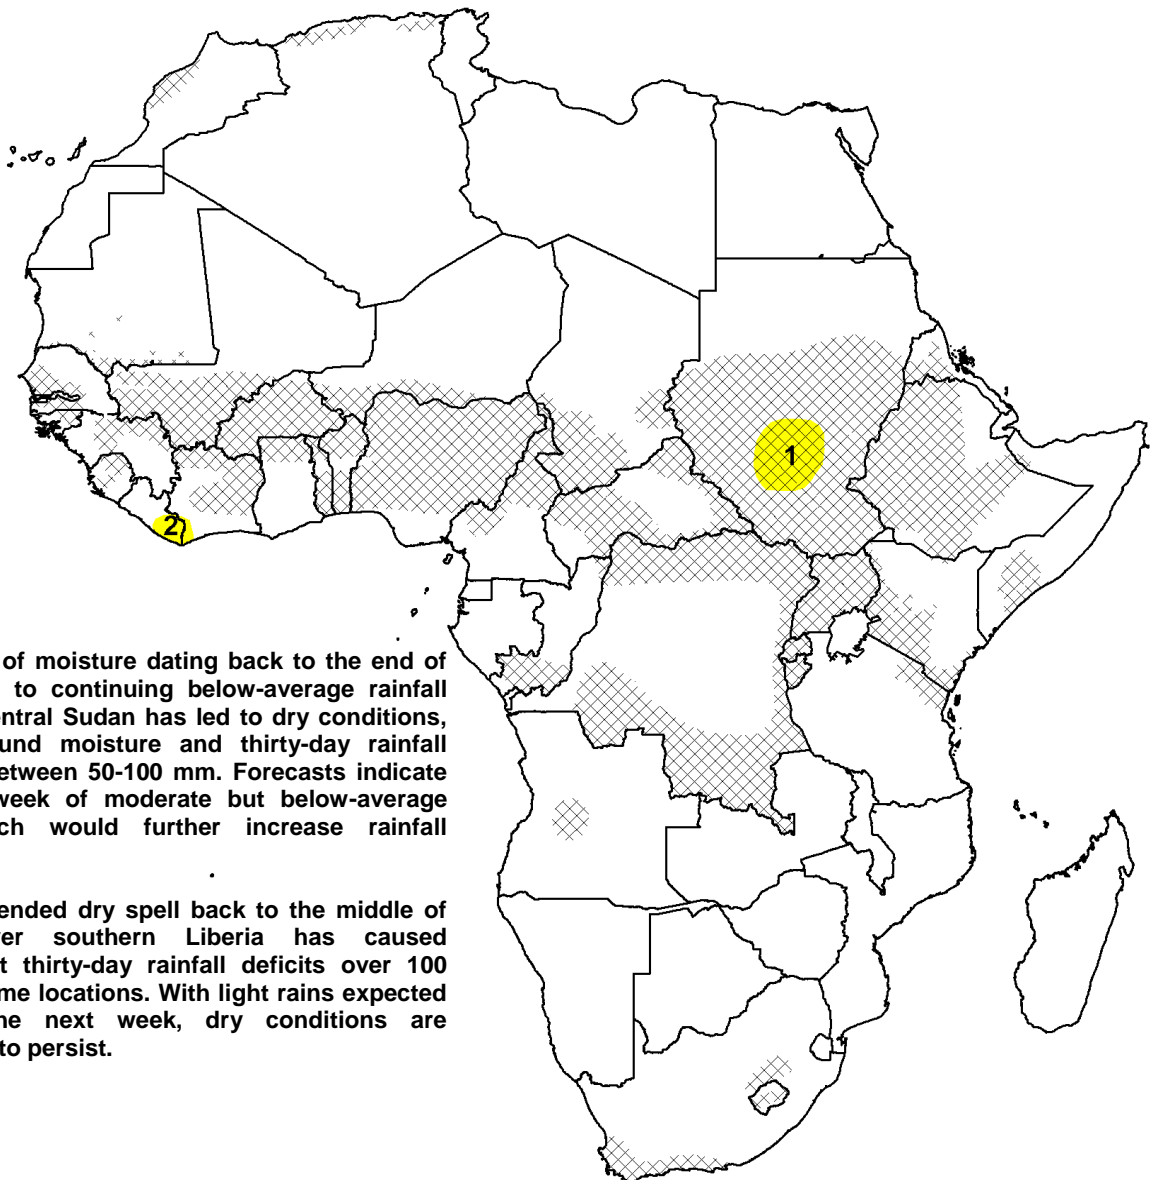 1
2
of moisture dating back to the end of
to continuing below-average rainfall
entral Sudan has led to dry conditions,
und moisture and thirty-day rainfall
etween 50-100 mm. Forecasts indicate
week of moderate but below-average
ch would further increase rainfall
.
ended dry spell back to the middle of
ver southern Liberia has caused
t thirty-day rainfall deficits over 100
me locations. With light rains expected
he next week, dry conditions are
to persist.